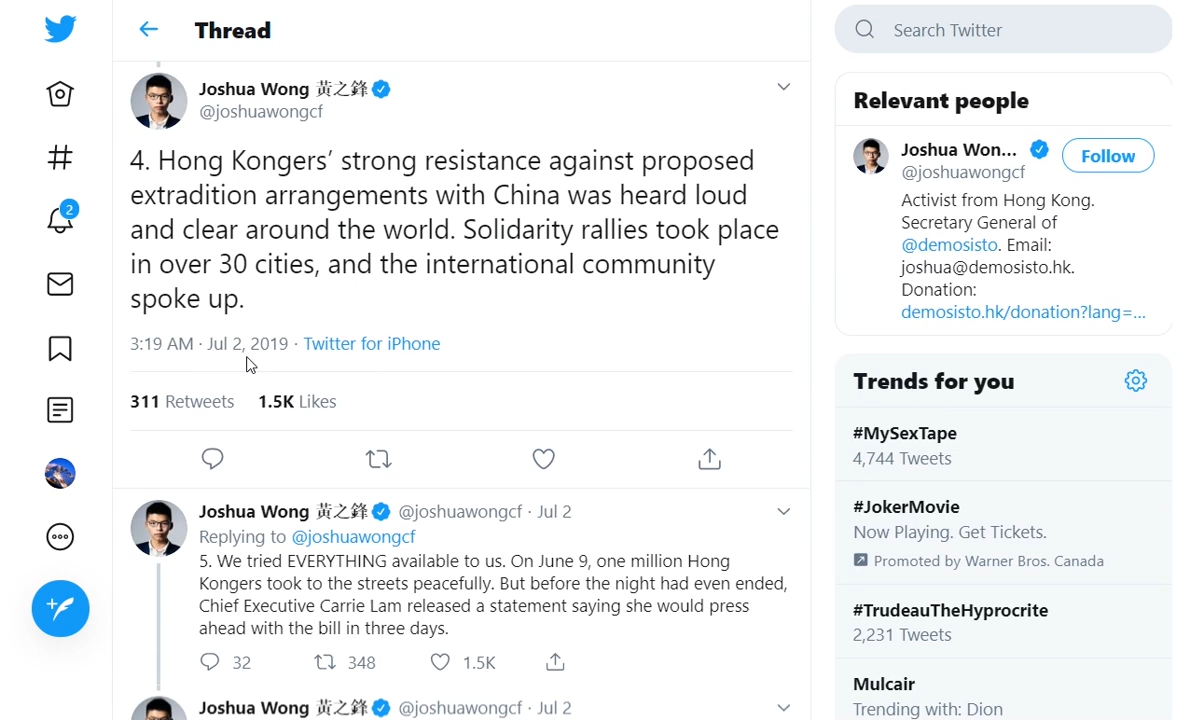 Thread
Joshua Wong 黃之鋒
@joshuawongcf
4. Hong Kongers’ strong resistance against proposed
extradition arrangements with China was heard loud
and clear around the world. Solidarity rallies took place
in over 30 cities, and the international community
spoke up.
3:19 AM · Jul 2, 2019 · Twitter for iPhone
311 Retweets 1.5K Likes
Joshua Wong 黃之鋒 @joshuawongcf · Jul 2
Replying to @joshuawongcf
5. We tried EVERYTHING available to us. On June 9, one million Hong
Kongers took to the streets peacefully. But before the night had even ended,
Chief Executive Carrie Lam released a statement saying she would press
ahead with the bill in three days.
32 348 1.5K
Joshua Wong 黃之鋒 @joshuawongcf · Jul 2
2
Search Twitter
Relevant people
Joshua Won...
@joshuawongcf
Follow
Activist from Hong Kong.
Secretary General of
@demosisto. Email:
joshua@demosisto.hk.
Donation:
demosisto.hk/donation?lang=...
Trends for you
#MySexTape
4,744 Tweets
#JokerMovie
Now Playing. Get Tickets.
Promoted by Warner Bros. Canada
#TrudeauTheHyprocrite
2,231 Tweets
Mulcair
Trending with: Dion